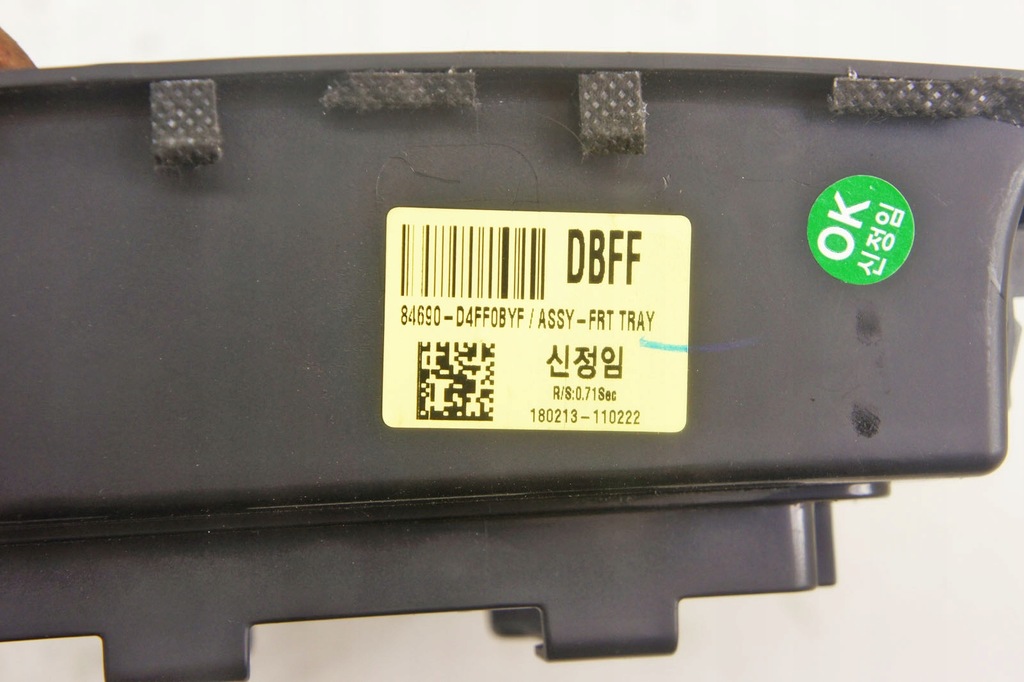 DBFF
84690-D4FF0BYF / ASSY-FRT TRAY
신정임
R/S:0.71Sec
180213-110222
OK
신정임